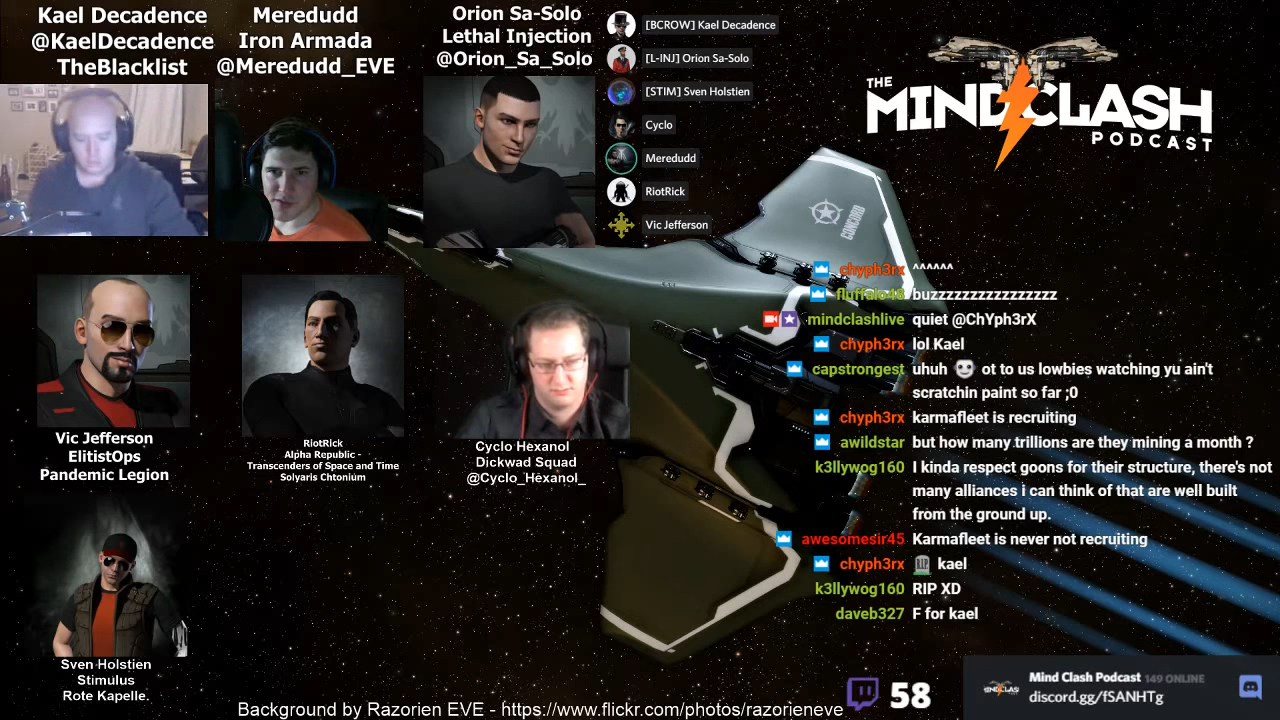 Kael Decadence
@KaelDecadence
TheBlacklist
Meredudd
Iron Armada
@Meredudd_EVE
Orion Sa-Solo
Lethal Injection
@Orion_Sa_Solo
[BCROW] Kael Decadence
[L-INJ] Orion Sa-Solo
[STIM] Sven Holstien
Cyclo
Meredudd
RiotRick
Vic Jefferson
THE
MIND CLASH
PODCAST
CONCORD
Vic Jefferson
ElitistOps
Pandemic Legion
RiotRick
Alpha Republic -
Transcenders of Space and Time
Solyaris Chtonium
Cyclo Hexanol
Dickwad Squad
@Cyclo_Hexanol_
Sven Holstien
Stimulus
Rote Kapelle.
chyph3rx ^^^^^^
fluffalo48 buzzzzzzzzzzzzzzzzz
mindclashlive quiet @ChYph3rX
chyph3rx lol Kael
capstrongest uhuh ot to us lowbies watching yu ain't
scratchin paint so far ;0
chyph3rx karmafleet is recruiting
awildstar but how many trillions are they mining a month ?
k3llywog160 I kinda respect goons for their structure, there's not
many alliances i can think of that are well built
from the ground up.
awesomesir45 Karmafleet is never not recruiting
chyph3rx RIP kael
k3llywog160 RIP XD
daveb327 F for kael
58
Mind Clash Podcast 149 ONLINE
discord.gg/fSANHTg
Background by Razorien EVE - https://www.flickr.com/photos/razorieneve